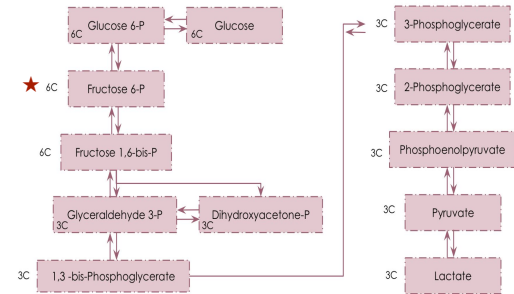 Glucose 6-P
6C
Glucose
6C
6C
Fructose 6-P
6C
Fructose 1,6-bis-P
Glyceraldehyde 3-P
3C
Dihydroxyacetone-P
3C
3C
1,3 -bis-Phosphoglycerate
3C
3-Phosphoglycerate
3C
2-Phosphoglycerate
3C
Phosphoenolpyruvate
3C
Pyruvate
3C
Lactate